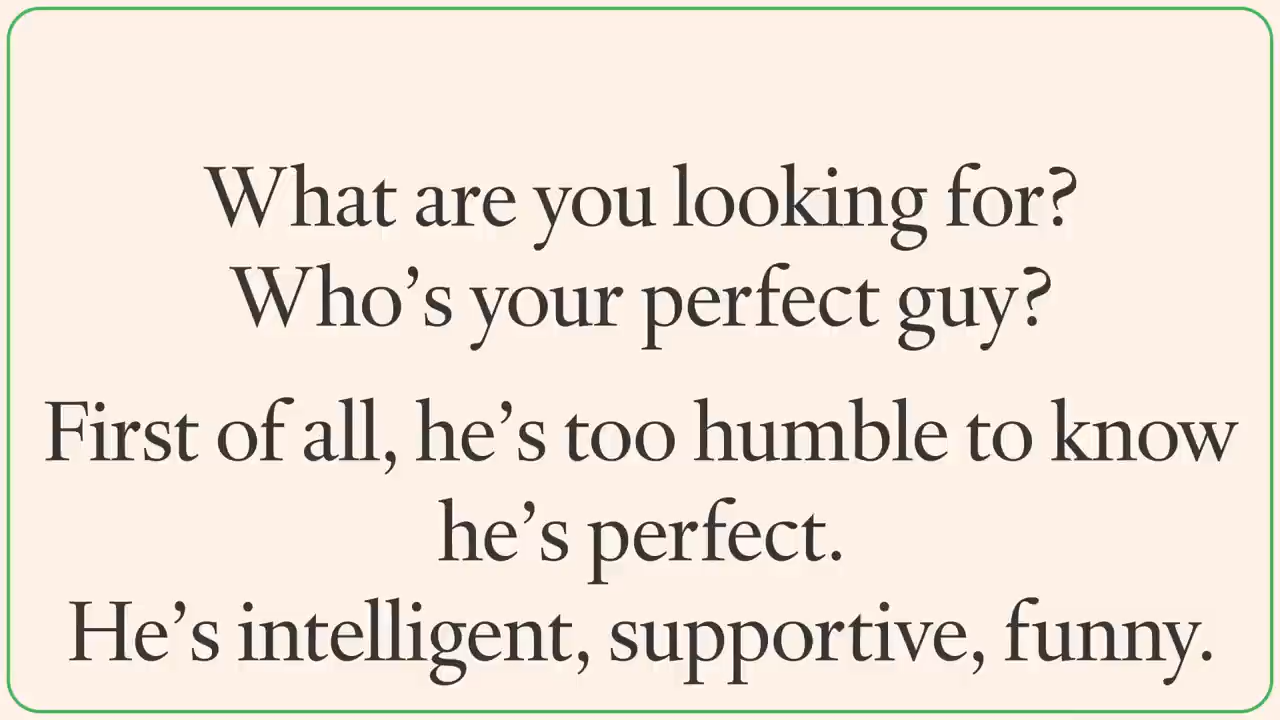 What are you looking for?
Who’s your perfect guy?
First of all, he’s too humble to know
he’s perfect.
He’s intelligent, supportive, funny.